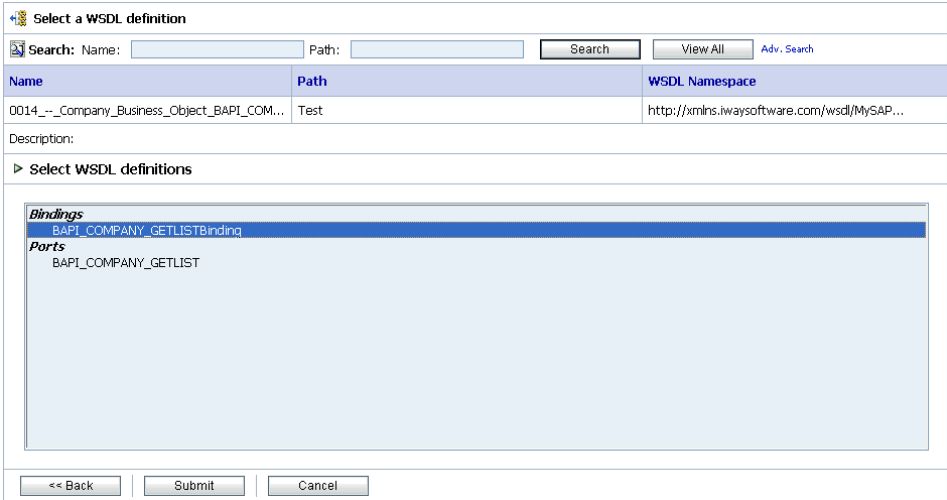 Select a WSDL definition
Search: Name: Path: Search View All Adv. Search
Name Path WSDL Namespace
0014_--_Company_Business_Object_BAPI_COM... Test http://xmlns.iwaysoftware.com/wsdl/MySAP...
Description:
Select WSDL definitions
Bindings
BAPI_COMPANY_GETLISTBinding
Ports
BAPI_COMPANY_GETLIST
<< Back Submit Cancel